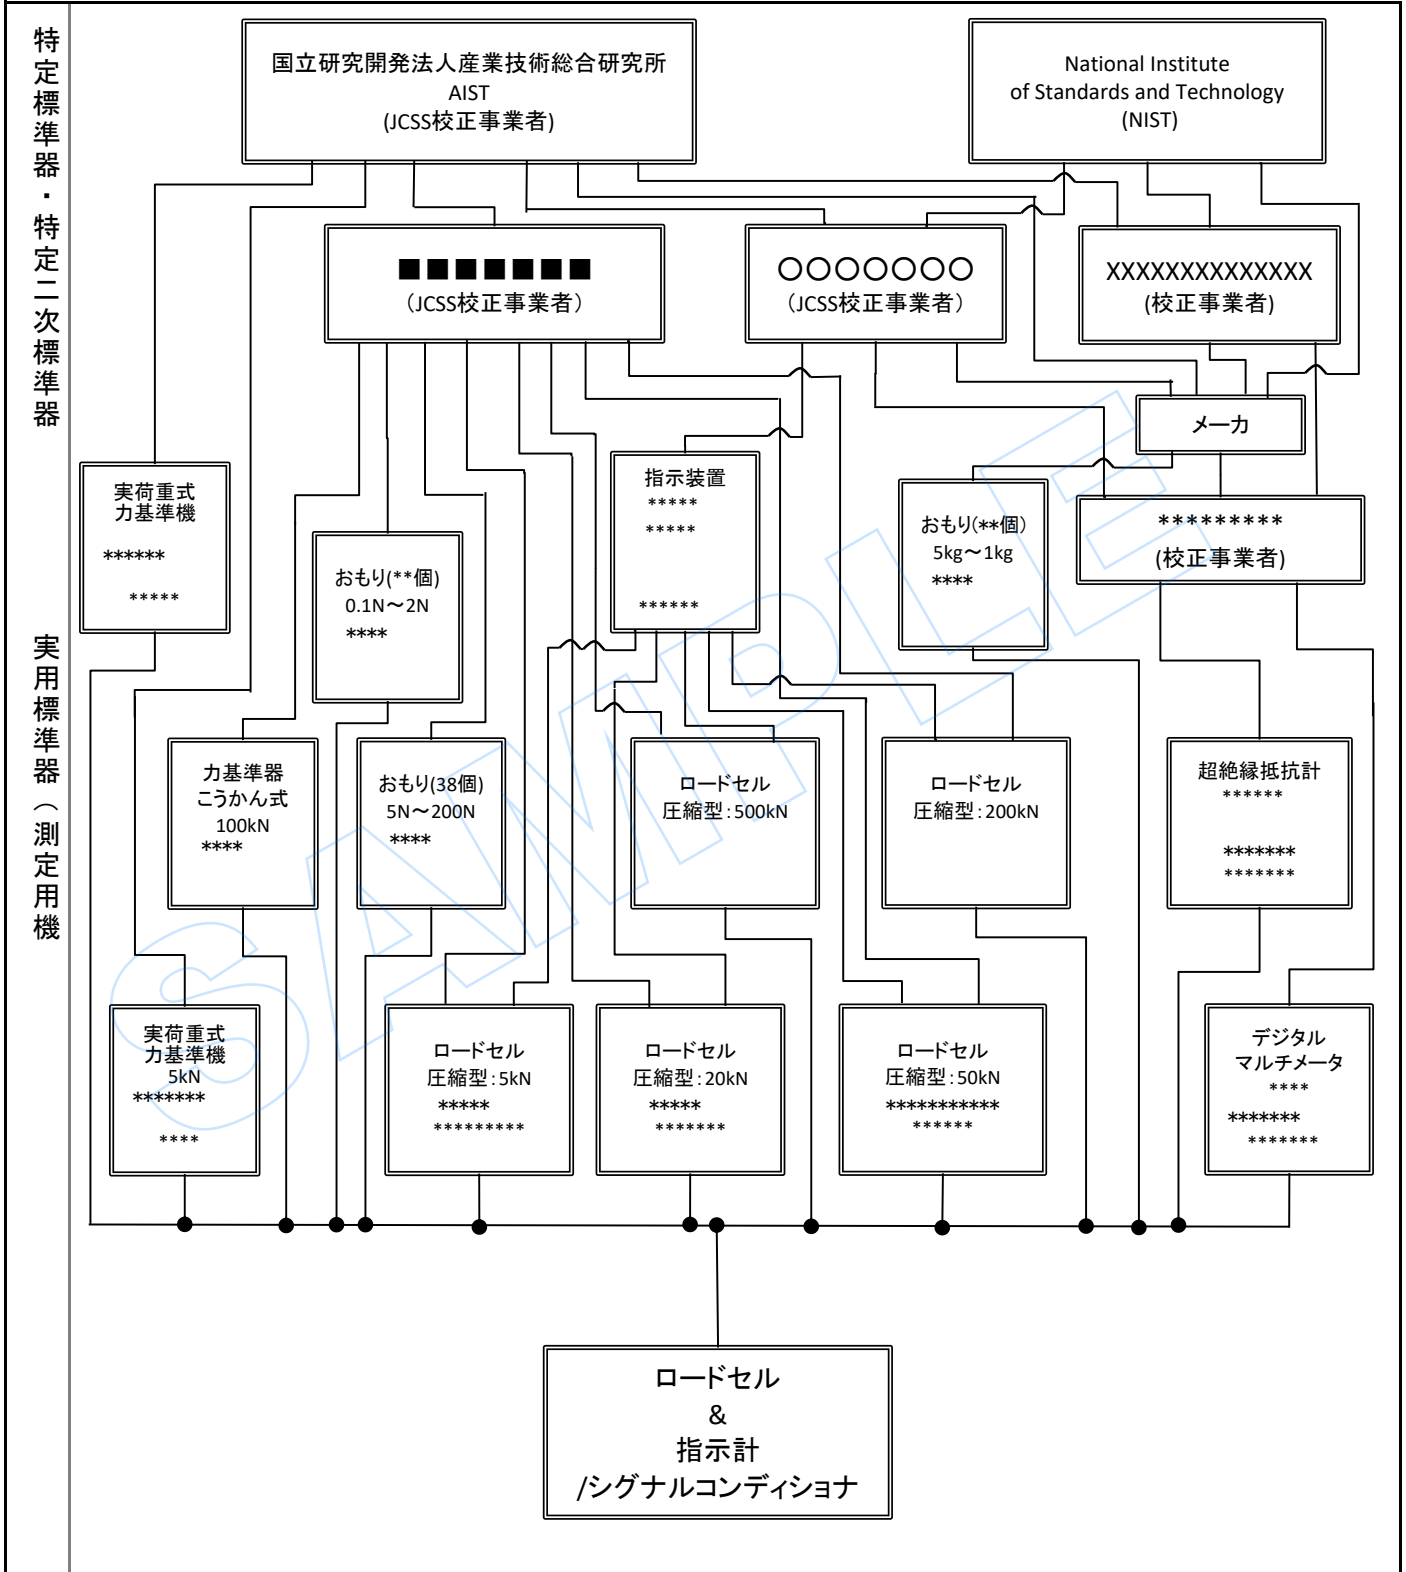 特定標準器・特定二次標準器
実用標準器(測定用機
国立研究開発法人産業技術総合研究所
AIST
(JCSS校正事業者)
National Institute
of Standards and Technology
(NIST)
■■■■■■■
(JCSS校正事業者)
○○○○○○○
(JCSS校正事業者)
XXXXXXXXXXXXXX
(校正事業者)
メーカ
実荷重式
力基準機
******
*****
おもり(**個)
0.1N～2N
****
指示装置
*****
*****
******
おもり(**個)
5kg～1kg
****
*********
(校正事業者)
力基準器
こうかん式
100kN
****
おもり(38個)
5N～200N
****
ロードセル
圧縮型:500kN
ロードセル
圧縮型:200kN
超絶縁抵抗計
******
*******
*******
実荷重式
力基準機
5kN
*******
****
ロードセル
圧縮型:5kN
*****
*********
ロードセル
圧縮型:20kN
*****
*******
ロードセル
圧縮型:50kN
***********
******
デジタル
マルチメータ
****
*******
*******
ロードセル
&
指示計
/シグナルコンディショナ
SAMPLE